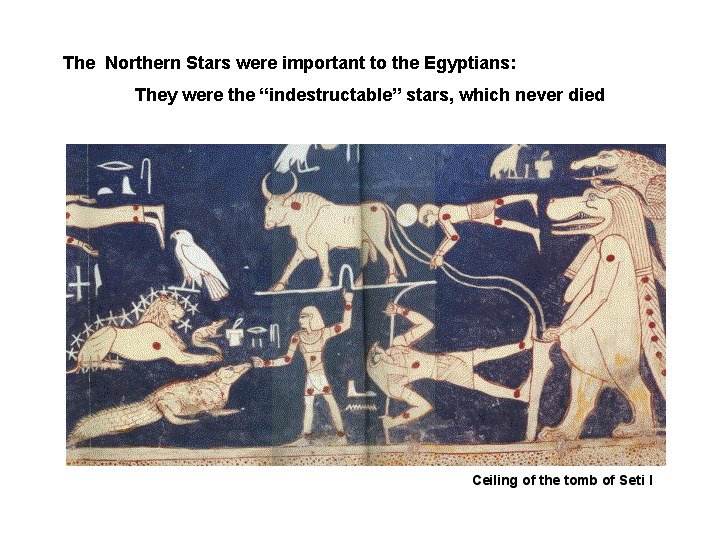 The Northern Stars were important to the Egyptians:
They were the “indestructable” stars, which never died
Ceiling of the tomb of Seti I